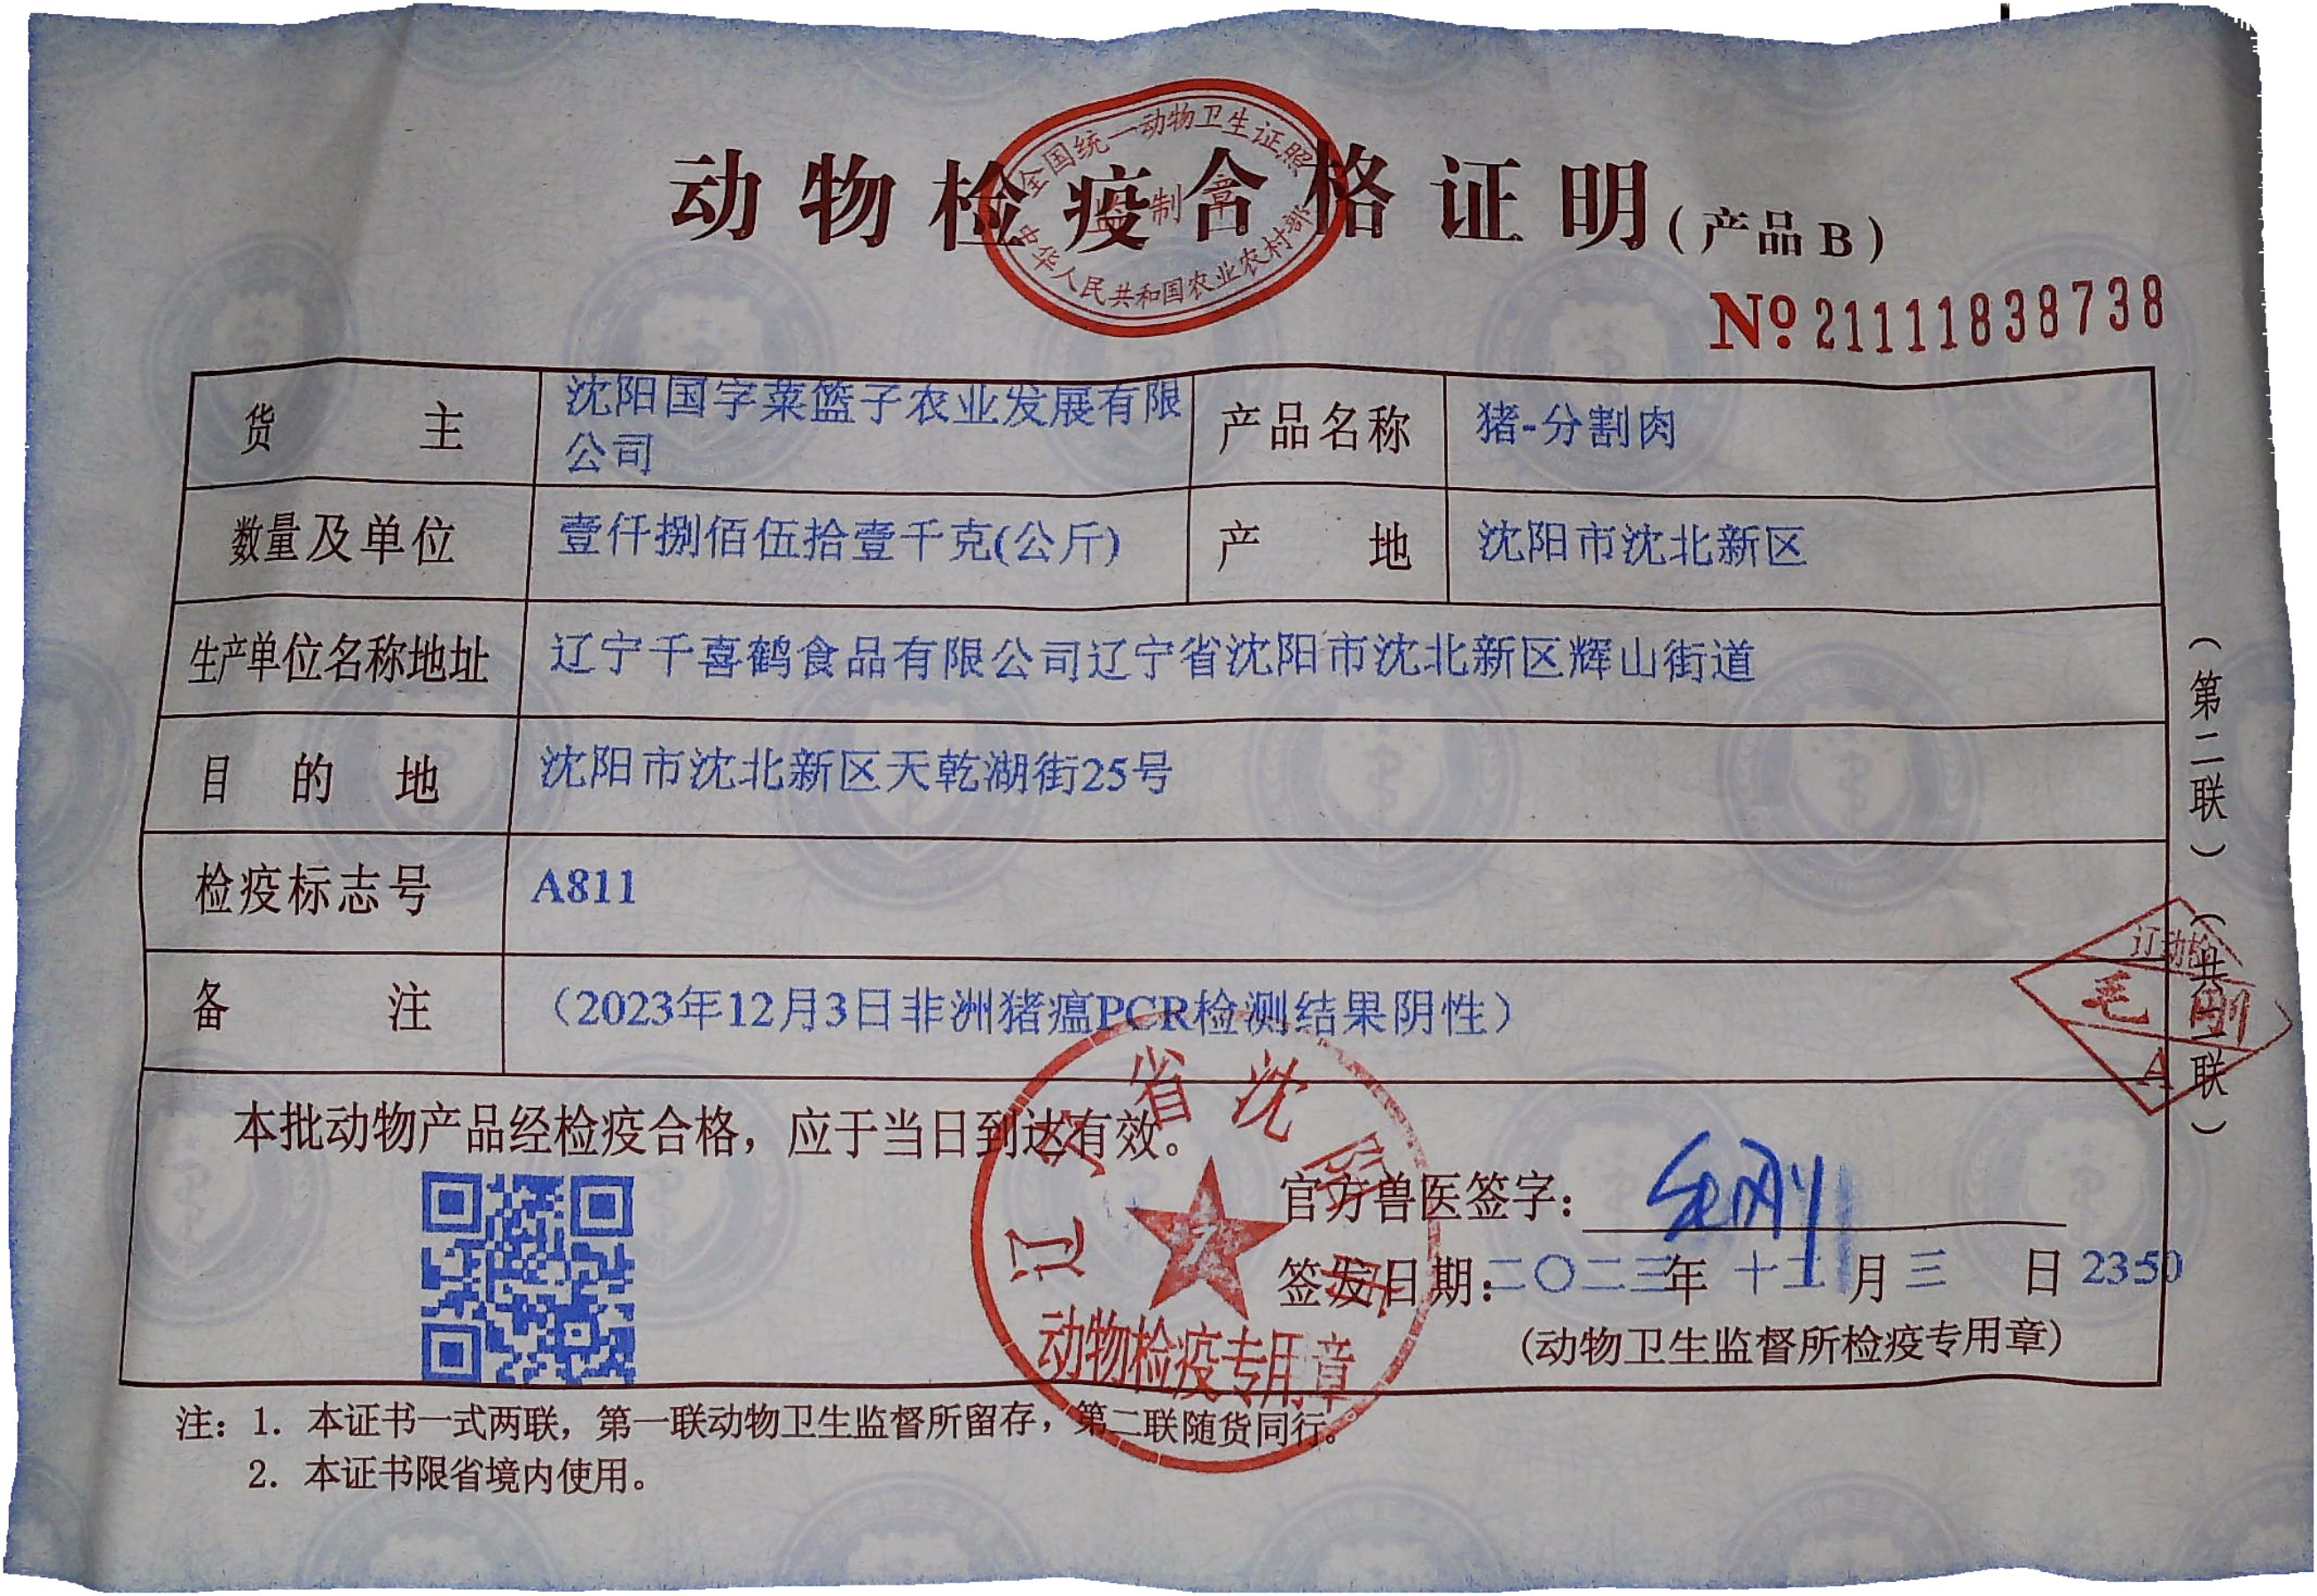 动物检疫合格证明(产品B)
全国统一动物卫生证照
监制章
中华人民共和国农业农村部
№21111838738
货主 沈阳国字菜篮子农业发展有限公司 产品名称 猪-分割肉
数量及单位 壹仟捌佰伍拾壹千克(公斤) 产地 沈阳市沈北新区
生产单位名称地址 辽宁千喜鹤食品有限公司辽宁省沈阳市沈北新区辉山街道
目的地 沈阳市沈北新区天乾湖街25号
检疫标志号 A811
备注 （2023年12月3日非洲猪瘟PCR检测结果阴性）
本批动物产品经检疫合格，应于当日到达有效。
官方兽医签字: 毛刚
签发日期:二〇二三年 十二月三日 2350
(动物卫生监督所检疫专用章)
辽宁省沈阳
动物检疫专用章
(第二联)(共二联)
辽动检
毛刚
A
注: 1. 本证书一式两联，第一联动物卫生监督所留存，第二联随货同行。
2. 本证书限省境内使用。